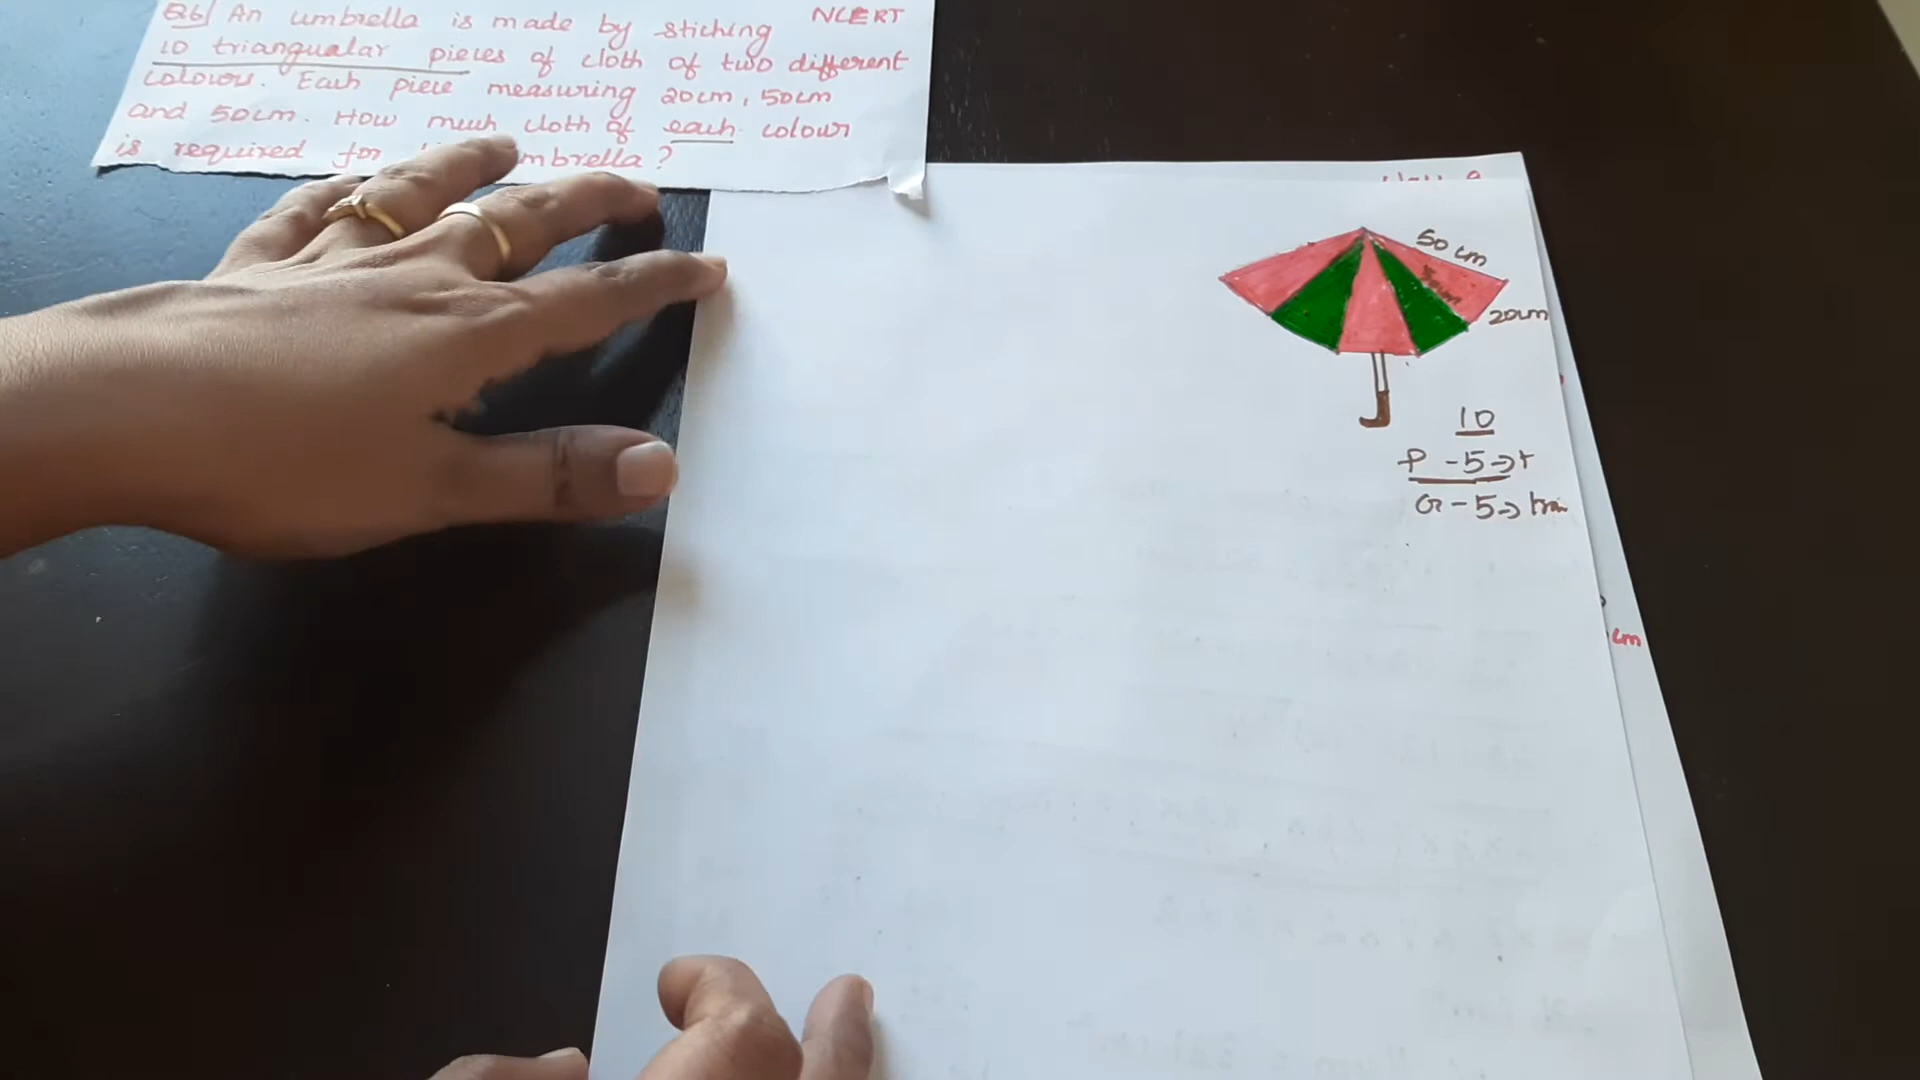 Q6) An umbrella is made by stiching NCERT
10 triangualar pieces of cloth of two different
colours. Each piece measuring 20cm, 50cm
and 50cm. How much cloth of each colour
is required for umbrella?
50 cm
20cm
10
P - 5 →
G - 5 →
cm